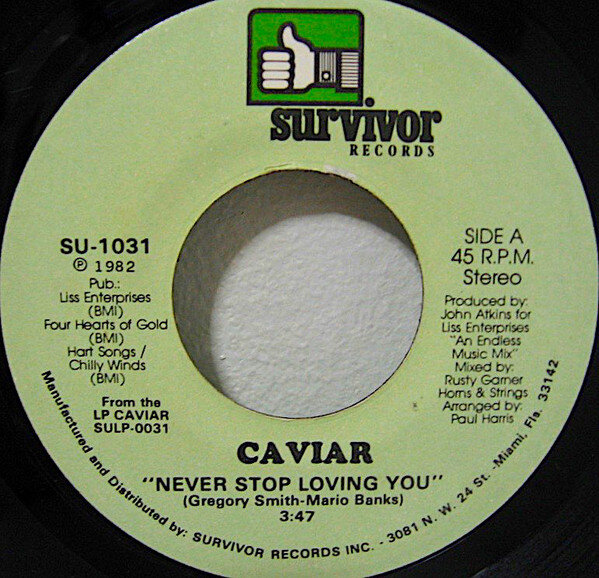 survivor
RECORDS
SU-1031
℗ 1982
Pub.:
Liss Enterprises
(BMI)
Four Hearts of Gold
(BMI)
Hart Songs /
Chilly Winds
(BMI)
From the
LP CAVIAR
SULP-0031
SIDE A
45 R.P.M.
Stereo
Produced by:
John Atkins for
Liss Enterprises
"An Endless
Music Mix"
Mixed by:
Rusty Garner
Horns & Strings
Arranged by:
Paul Harris
CAVIAR
"NEVER STOP LOVING YOU"
(Gregory Smith-Mario Banks)
3:47
Manufactured and Distributed by: SURVIVOR RECORDS INC. - 3081 N. W. 24 St. -Miami, Fla. 33142